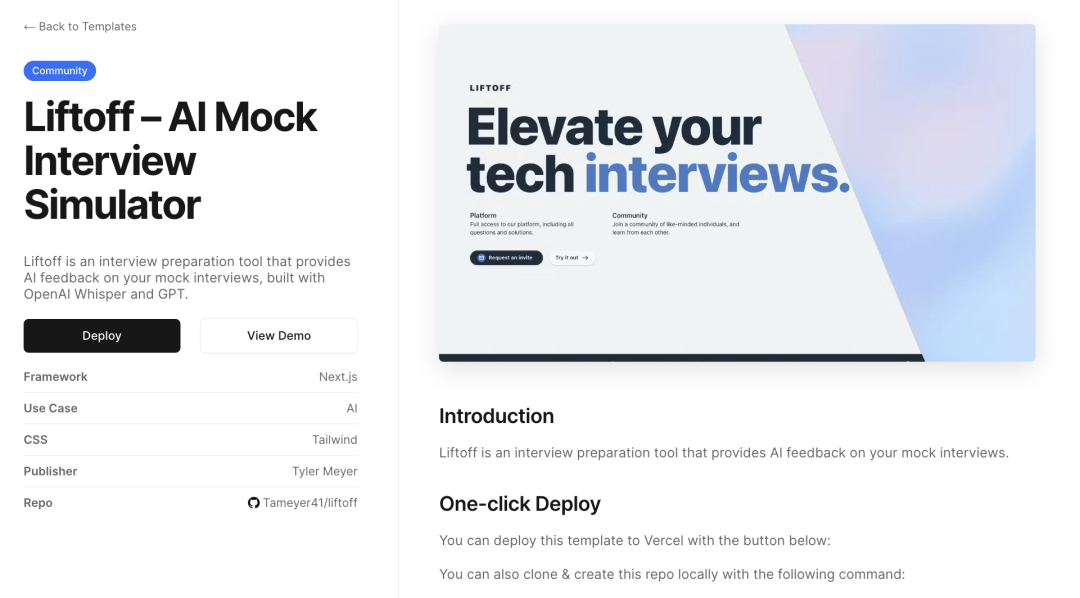 ← Back to Templates
Community
Liftoff – AI Mock
Interview
Simulator
Liftoff is an interview preparation tool that provides
AI feedback on your mock interviews, built with
OpenAI Whisper and GPT.
Deploy
View Demo
Framework Next.js
Use Case AI
CSS Tailwind
Publisher Tyler Meyer
Repo Tameyer41/liftoff
LIFTOFF
Elevate your
tech interviews.
Platform
Full access to our platform, including all
questions and solutions.
Community
Join a community of like-minded individuals, and
learn from each other.
Request an invite
Try it out →
Introduction
Liftoff is an interview preparation tool that provides AI feedback on your mock interviews.
One-click Deploy
You can deploy this template to Vercel with the button below:
You can also clone & create this repo locally with the following command: